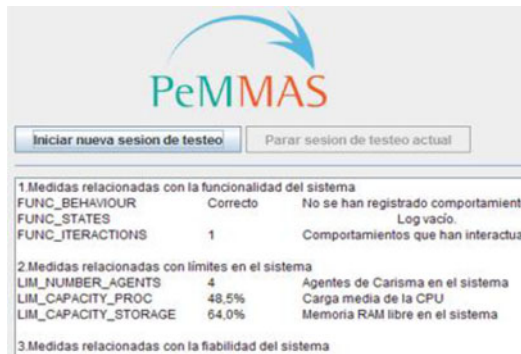 PeMMAS
Iniciar nueva sesion de testeo Parar sesion de testeo actual
1.Medidas relacionadas con la funcionalidad del sistema
FUNC_BEHAVIOUR Correcto No se han registrado comportamient
FUNC_STATES Log vacío.
FUNC_ITERACTIONS 1 Comportamientos que han interactua
2.Medidas relacionadas con límites en el sistema
LIM_NUMBER_AGENTS 4 Agentes de Carisma en el sistema
LIM_CAPACITY_PROC 48,5% Carga media de la CPU
LIM_CAPACITY_STORAGE 64,0% Memoria RAM libre en el sistema
3.Medidas relacionadas con la fiabilidad del sistema